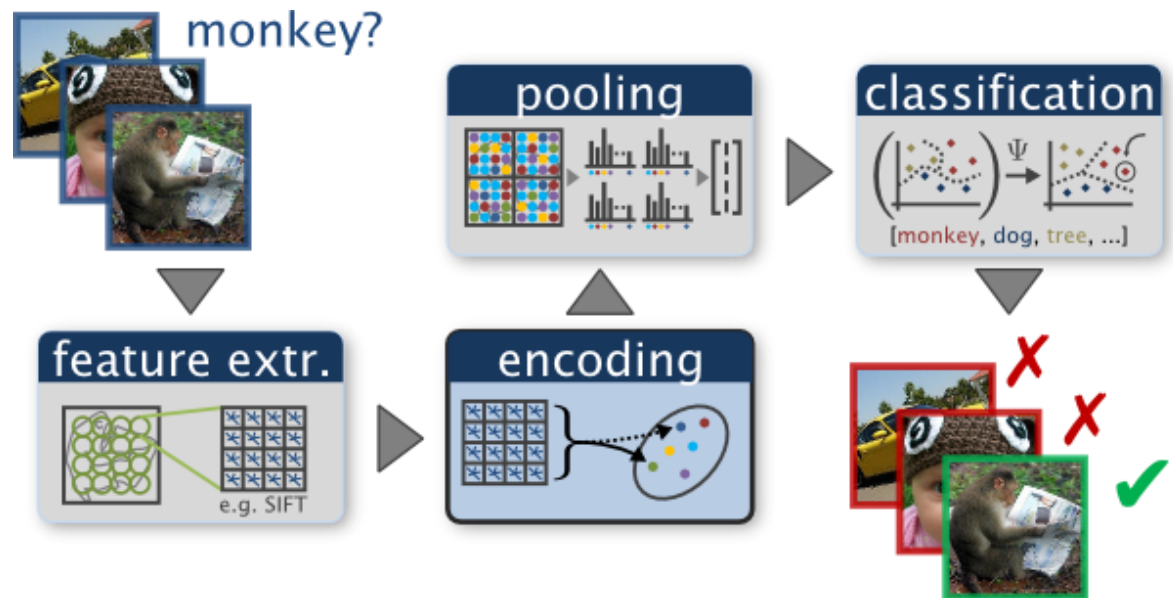 monkey?
feature extr.
e.g. SIFT
encoding
pooling
classification
Ψ
[monkey, dog, tree, ...]